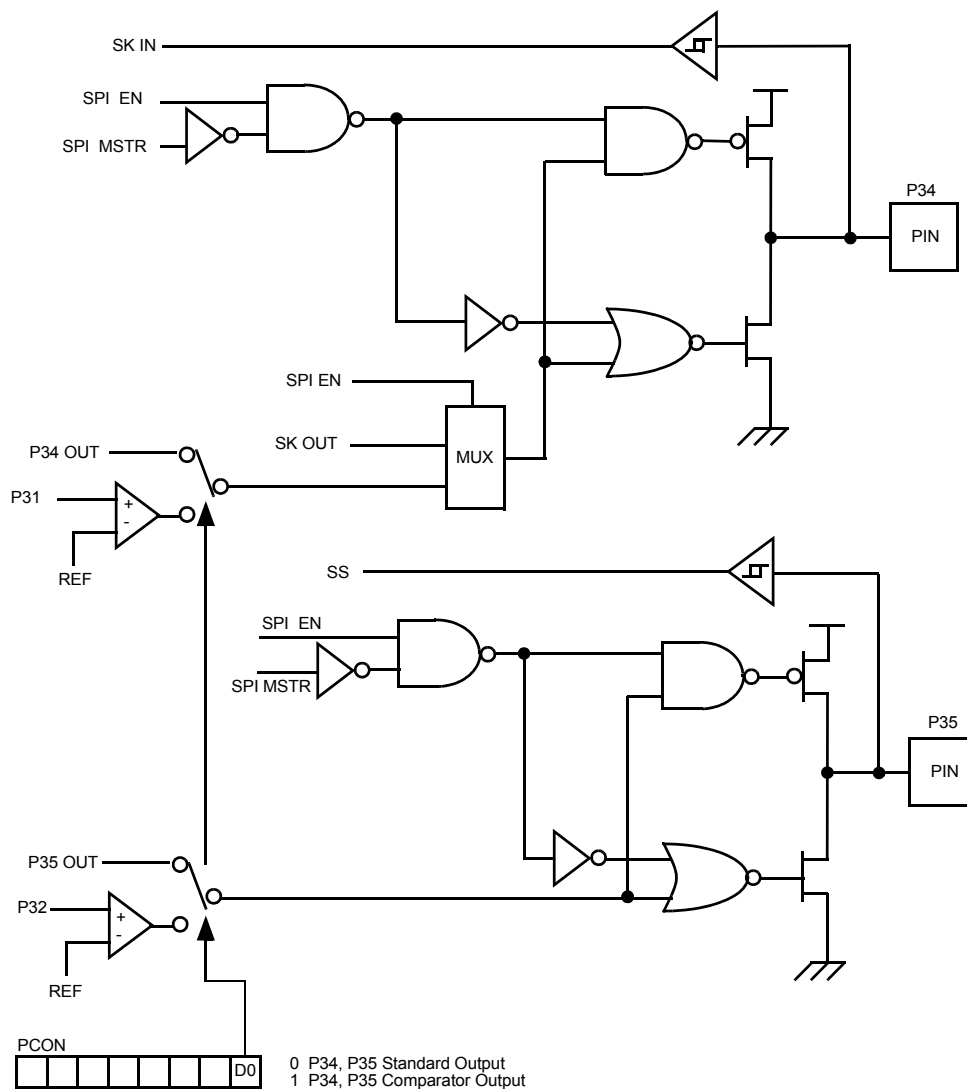 SK IN
SPI EN
SPI MSTR
P34
PIN
SPI EN
SK OUT
MUX
P34 OUT
P31
+
-
REF
SS
SPI EN
SPI MSTR
P35
PIN
P35 OUT
P32
+
-
REF
PCON
D0
0 P34, P35 Standard Output
1 P34, P35 Comparator Output